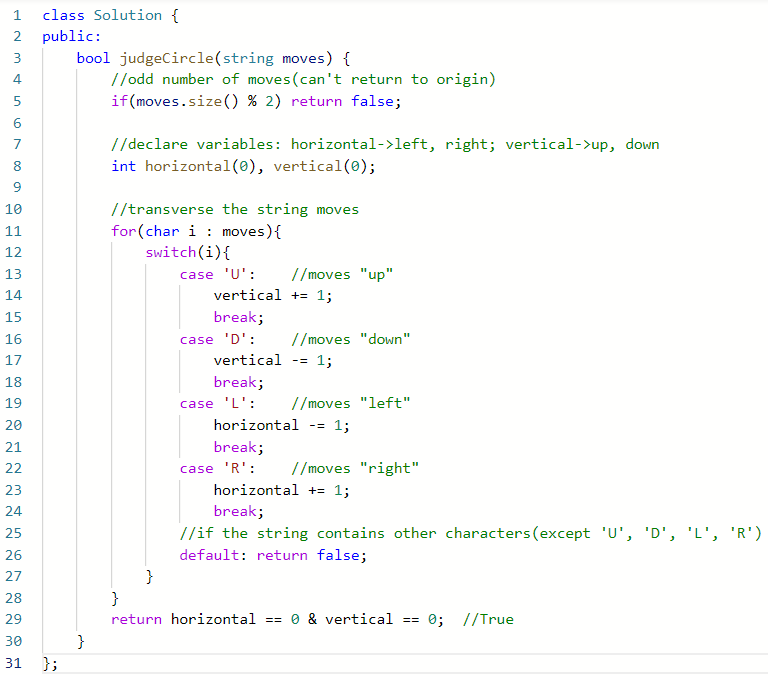 1 class Solution {
2 public:
3     bool judgeCircle(string moves) {
4         //odd number of moves(can't return to origin)
5         if(moves.size() % 2) return false;
6
7         //declare variables: horizontal->left, right; vertical->up, down
8         int horizontal(0), vertical(0);
9
10         //transverse the string moves
11         for(char i : moves){
12             switch(i){
13                 case 'U':    //moves "up"
14                     vertical += 1;
15                     break;
16                 case 'D':    //moves "down"
17                     vertical -= 1;
18                     break;
19                 case 'L':    //moves "left"
20                     horizontal -= 1;
21                     break;
22                 case 'R':    //moves "right"
23                     horizontal += 1;
24                     break;
25                 //if the string contains other characters(except 'U', 'D', 'L', 'R')
26                 default: return false;
27             }
28         }
29         return horizontal == 0 & vertical == 0;  //True
30     }
31 };